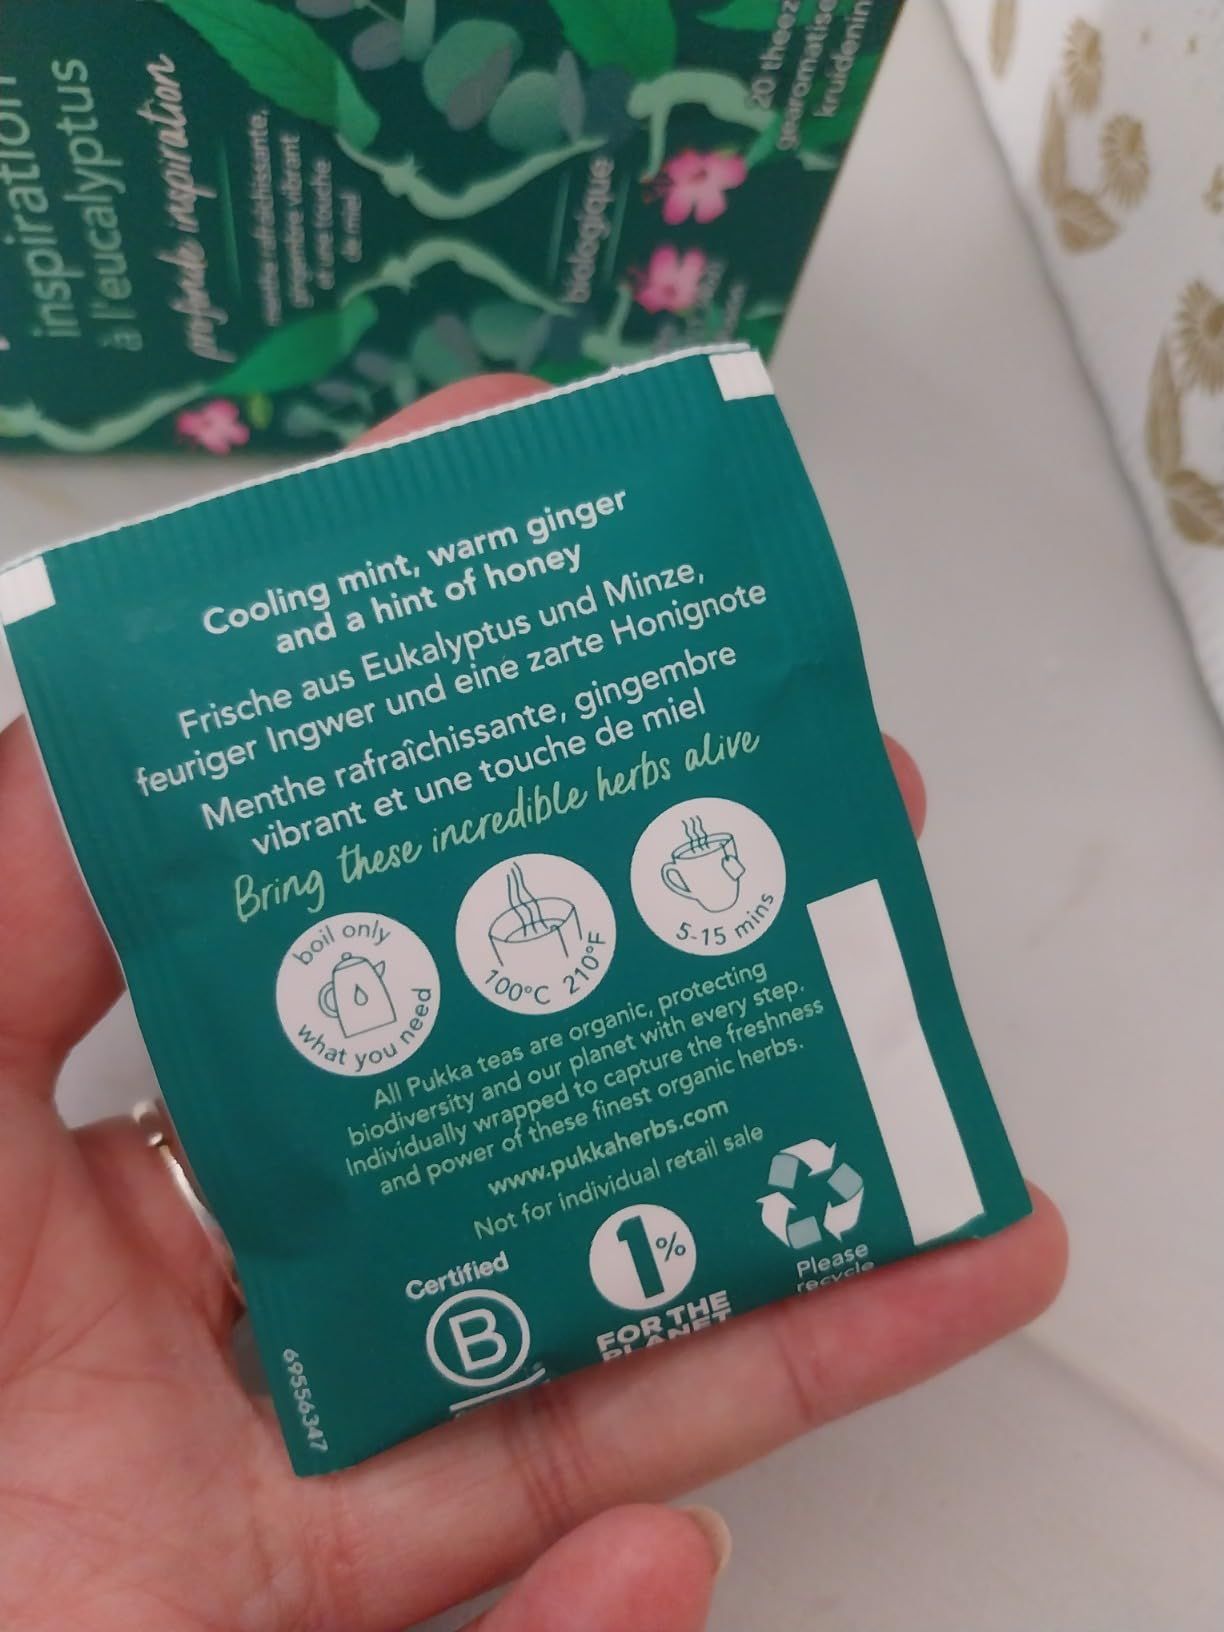 inspiration
à l'eucalyptus
profonde inspiration
menthe rafraîchissante,
gingembre vibrant
et une touche
de miel
biologique
20 theez
gearomatise
kruidenin
Cooling mint, warm ginger
and a hint of honey
Frische aus Eukalyptus und Minze,
feuriger Ingwer und eine zarte Honignote
Menthe rafraîchissante, gingembre
vibrant et une touche de miel
Bring these incredible herbs alive
boil only
what you need
100°C 210°F
5-15 mins
All Pukka teas are organic, protecting
biodiversity and our planet with every step.
Individually wrapped to capture the freshness
and power of these finest organic herbs.
www.pukkaherbs.com
Not for individual retail sale
Certified
B
1%
FOR THE
PLANET
Please
recycle
69556347